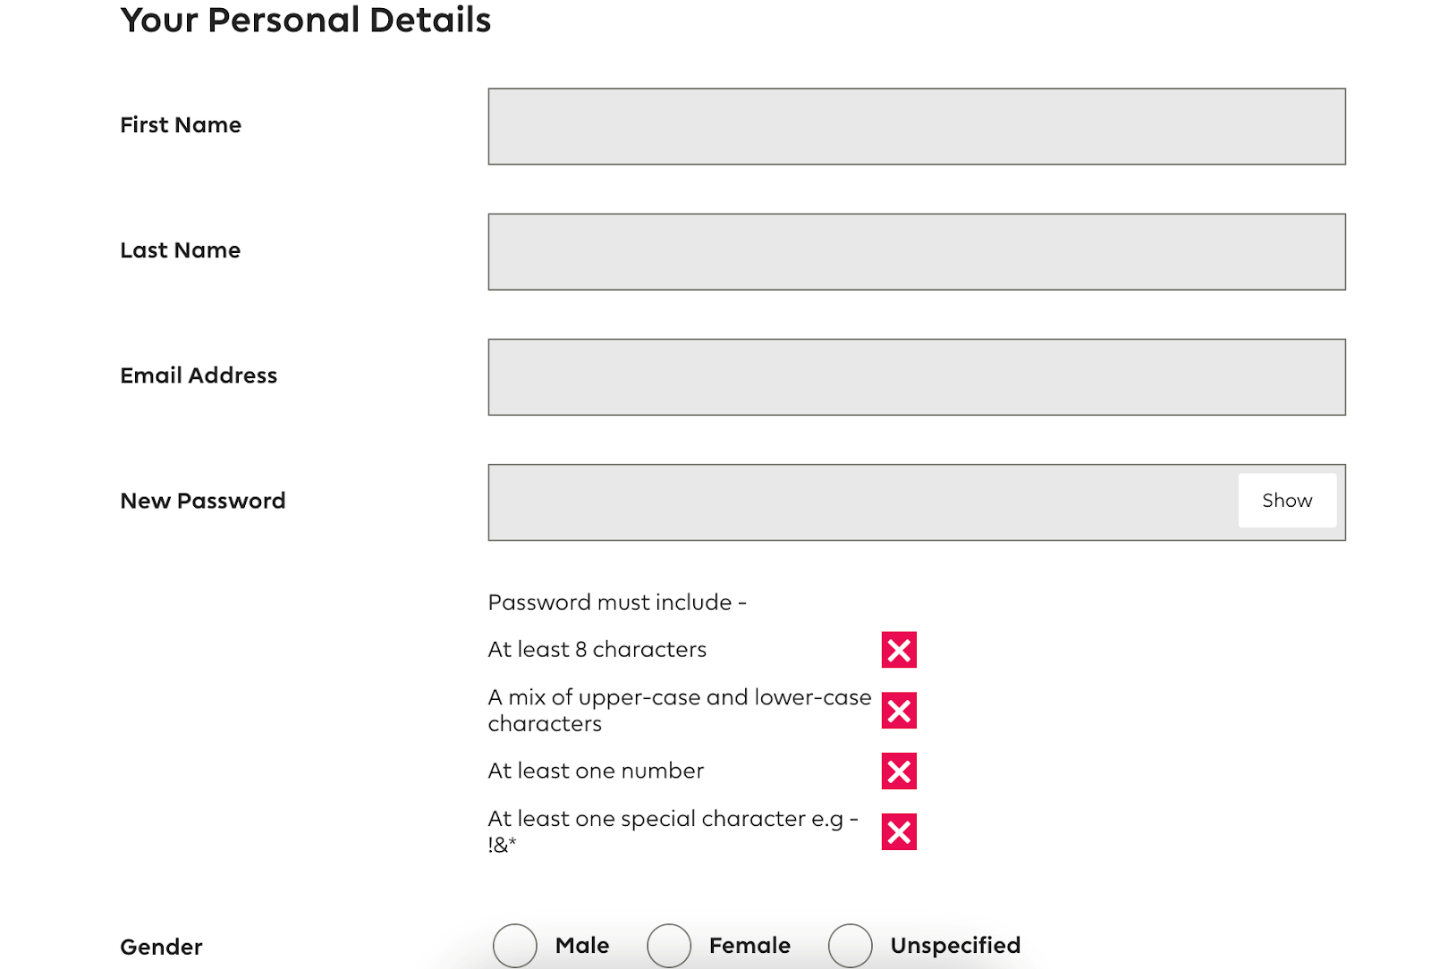 Your Personal Details
First Name
Last Name
Email Address
New Password
Show
Password must include -
At least 8 characters
A mix of upper-case and lower-case
characters
At least one number
At least one special character e.g -
!&*
Gender
Male
Female
Unspecified